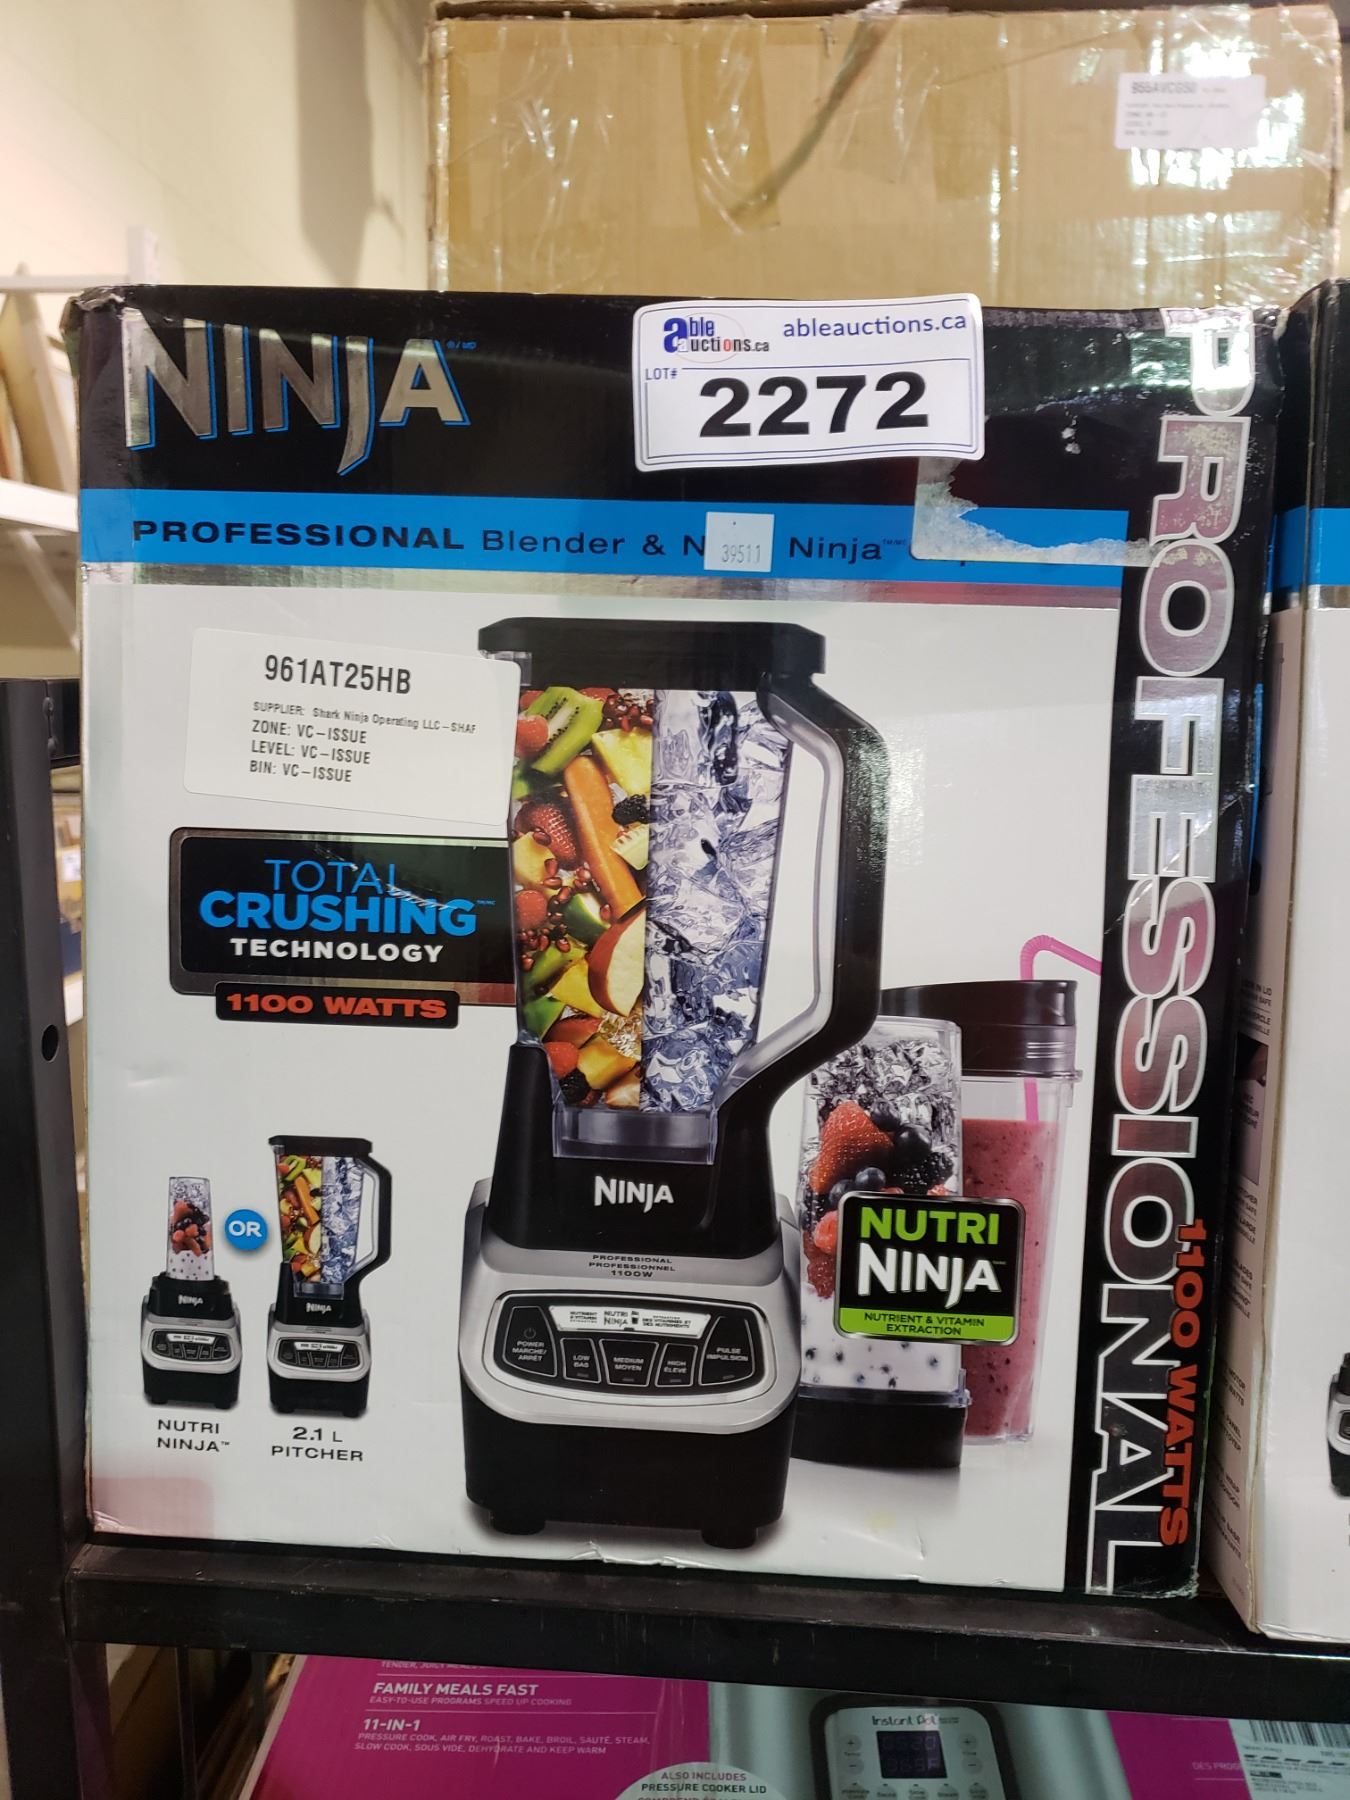 955AVCGS0
NINJA
able auctions.ca
ableauctions.ca
LOT#
2272
PROFESSIONAL Blender & N
39511
Ninja
961AT25HB
SUPPLIER: Shark Ninja Operating LLC-SHAF
ZONE: VC-ISSUE
LEVEL: VC-ISSUE
BIN: VC-ISSUE
TOTAL
CRUSHING
TECHNOLOGY
1100 WATTS
PROFESSIONAL
1100 WATTS
NINJA
PROFESSIONAL
PROFESSIONNEL
1100W
NUTRI
NINJA
POWER
MARCHE/
ARRÊT
LOW
BAS
MEDIUM
MOYEN
HIGH
ÉLEVÉ
PULSE
IMPULSION
NUTRI
NINJA
NUTRIENT & VITAMIN
EXTRACTION
OR
NINJA
NINJA
NUTRI
NINJA™
2.1 L
PITCHER
FAMILY MEALS FAST
EASY-TO-USE PROGRAMS SPEED UP COOKING
11-IN-1
PRESSURE COOK, AIR FRY, ROAST, BAKE, BROIL, SAUTÉ, STEAM,
SLOW COOK, SOUS VIDE, DEHYDRATE AND KEEP WARM
ALSO INCLUDES
PRESSURE COOKER LID
Instant Pot
DES PROG